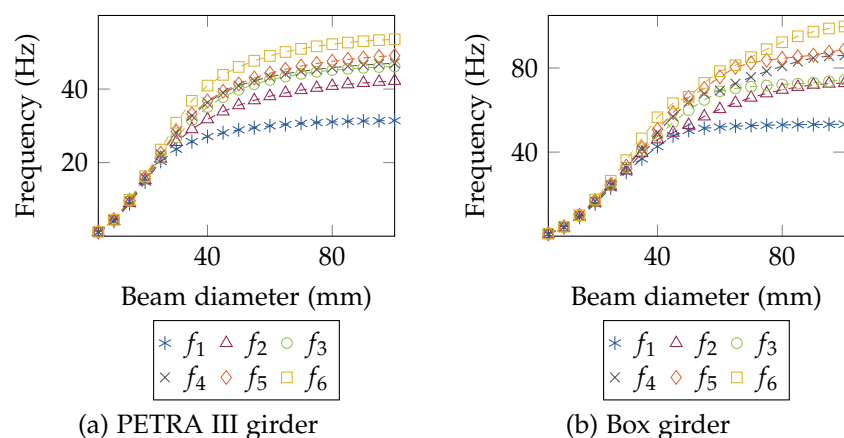 Frequency (Hz)
40
20
40 80
Beam diameter (mm)
f1 f2 f3
f4 f5 f6
(a) PETRA III girder
Frequency (Hz)
80
40
40 80
Beam diameter (mm)
f1 f2 f3
f4 f5 f6
(b) Box girder